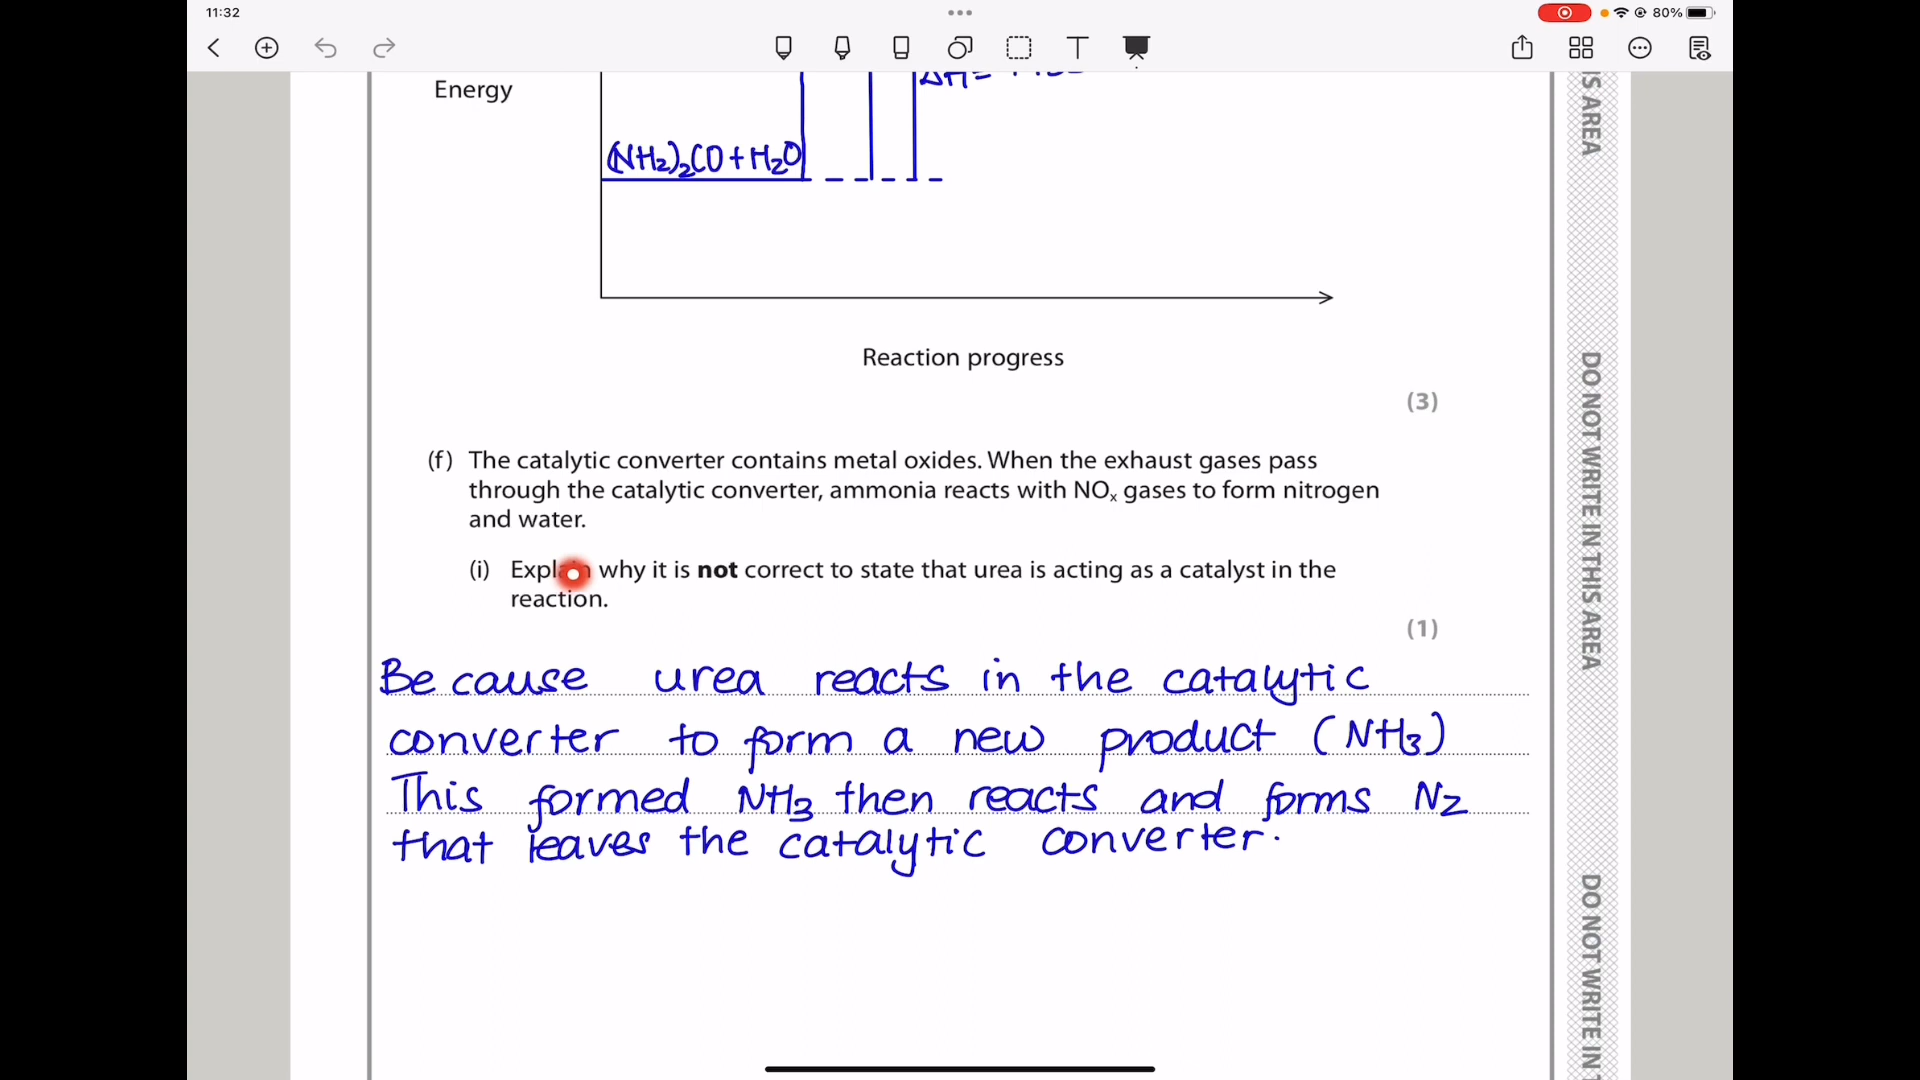 11:32
80%
Energy
(NH₂)₂CO + H₂O
Reaction progress
(3)
(f) The catalytic converter contains metal oxides. When the exhaust gases pass
through the catalytic converter, ammonia reacts with NOₓ gases to form nitrogen
and water.
(i) Explain why it is not correct to state that urea is acting as a catalyst in the
reaction.
(1)
Because urea reacts in the catalytic
converter to form a new product (NH₃)
This formed NH₃ then reacts and forms N₂
that leaves the catalytic converter.
IS AREA
DO NOT WRITE IN THIS AREA
DO NOT WRITE IN